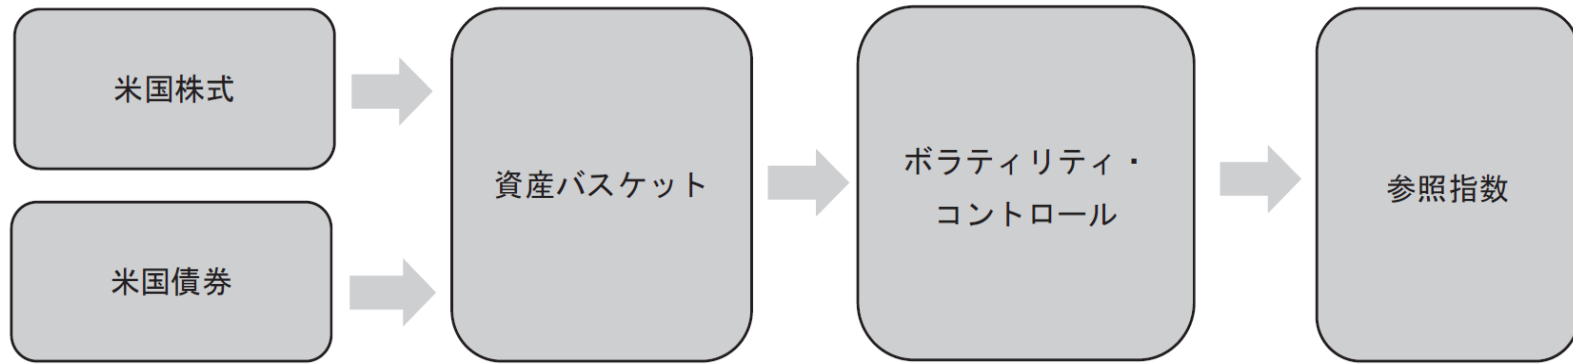 米国株式
米国債券
資産バスケット
ボラティリティ・
コントロール
参照指数